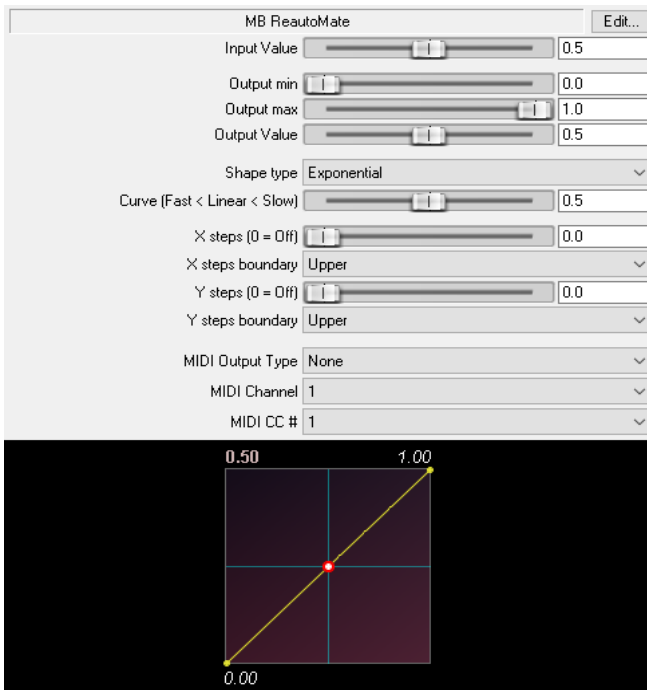 MB ReautoMate Edit...
Input Value 0.5
Output min 0.0
Output max 1.0
Output Value 0.5
Shape type Exponential
Curve (Fast < Linear < Slow) 0.5
X steps (0 = Off) 0.0
X steps boundary Upper
Y steps (0 = Off) 0.0
Y steps boundary Upper
MIDI Output Type None
MIDI Channel 1
MIDI CC # 1
0.50 1.00
0.00